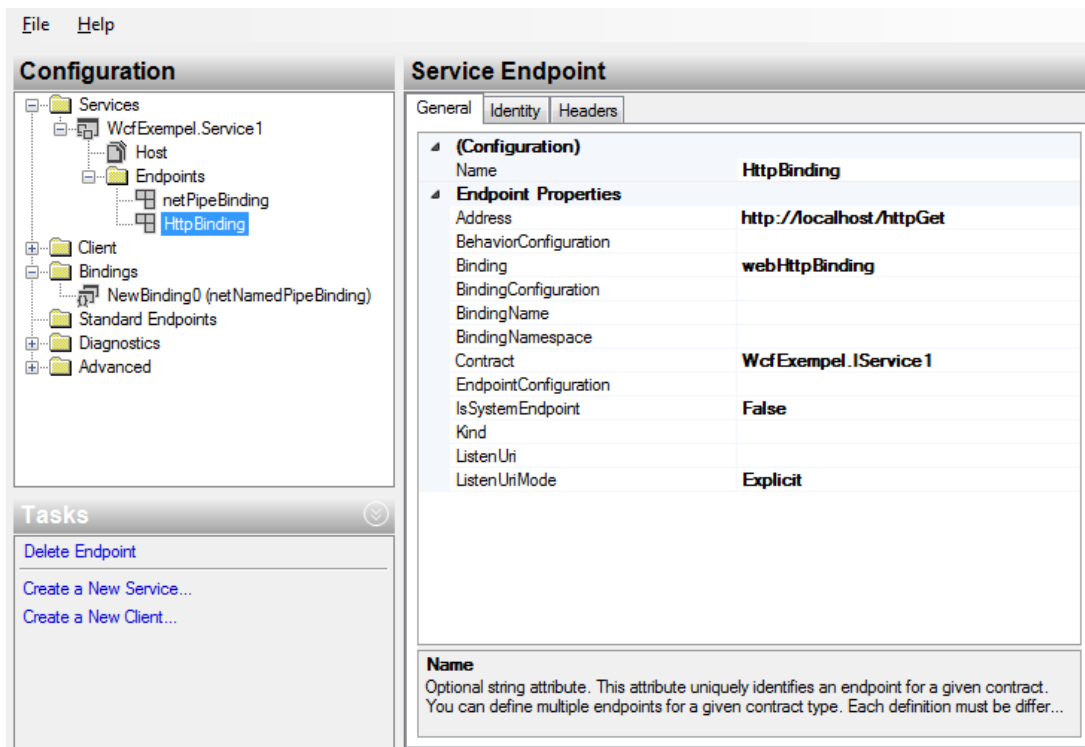 File Help
Configuration
Services
WcfExempel.Service1
Host
Endpoints
netPipeBinding
HttpBinding
Client
Bindings
NewBinding0 (netNamedPipeBinding)
Standard Endpoints
Diagnostics
Advanced
Tasks
Delete Endpoint
Create a New Service...
Create a New Client...
Service Endpoint
General Identity Headers
(Configuration)
Name HttpBinding
Endpoint Properties
Address http://localhost/httpGet
BehaviorConfiguration
Binding webHttpBinding
BindingConfiguration
BindingName
BindingNamespace
Contract WcfExempel.IService1
EndpointConfiguration
IsSystemEndpoint False
Kind
ListenUri
ListenUriMode Explicit
Name
Optional string attribute. This attribute uniquely identifies an endpoint for a given contract.
You can define multiple endpoints for a given contract type. Each definition must be differ...